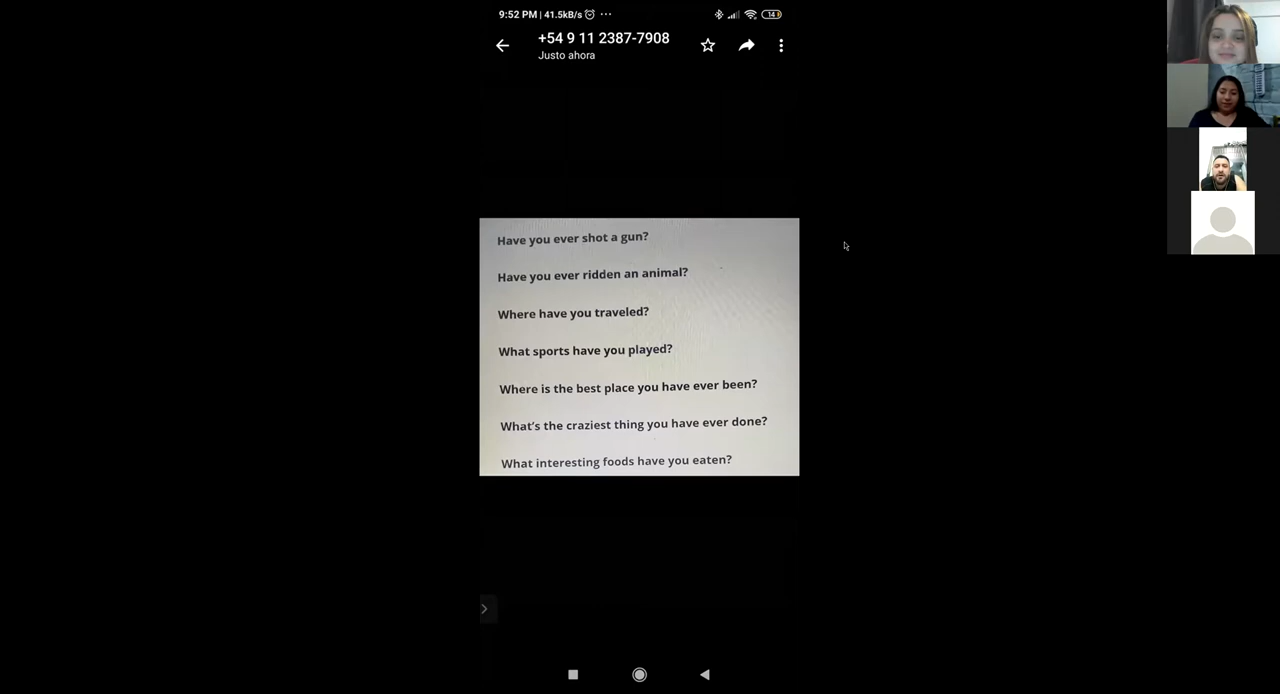 9:52 PM | 41.5kB/s ···
14
+54 9 11 2387-7908
Justo ahora
Have you ever shot a gun?
Have you ever ridden an animal?
Where have you traveled?
What sports have you played?
Where is the best place you have ever been?
What's the craziest thing you have ever done?
What interesting foods have you eaten?